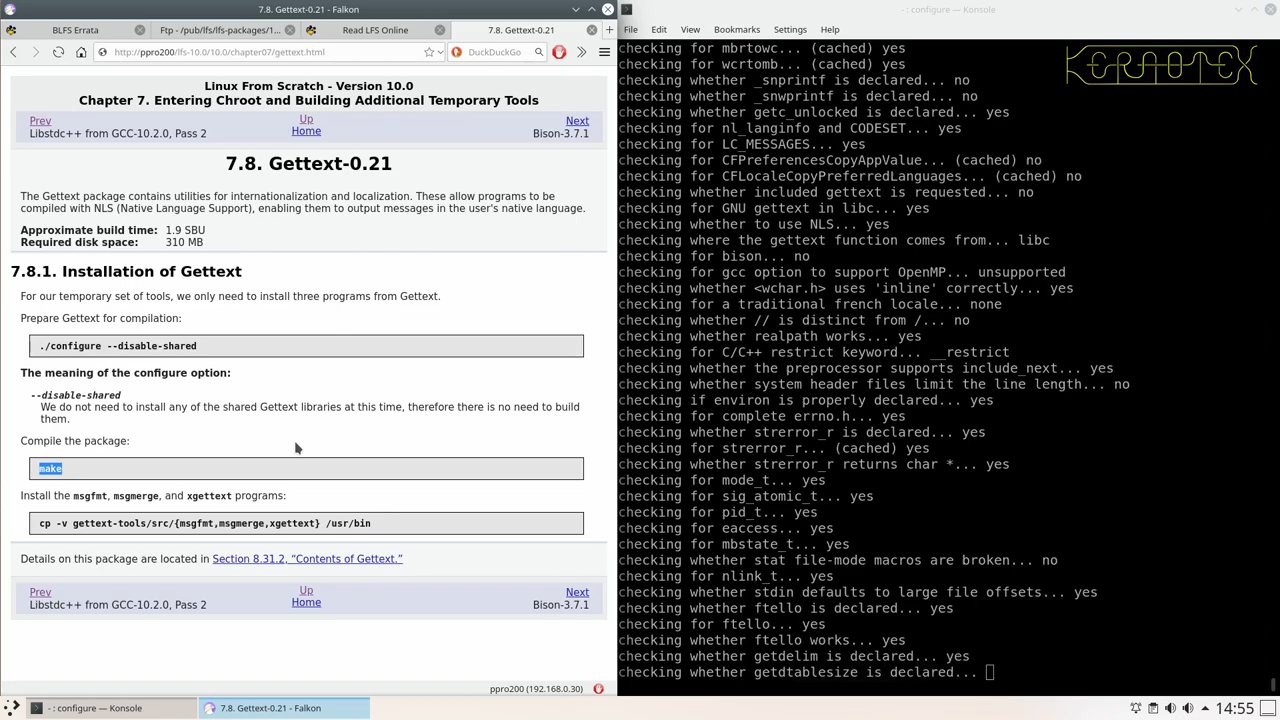 7.8. Gettext-0.21 - Falkon
BLFS Errata
Ftp - /pub/lfs/lfs-packages/1...
Read LFS Online
7.8. Gettext-0.21
http://ppro200/lfs-10.0/10.0/chapter07/gettext.html
DuckDuckGo
Linux From Scratch - Version 10.0
Chapter 7. Entering Chroot and Building Additional Temporary Tools
Prev Up Next
Libstdc++ from GCC-10.2.0, Pass 2 Home Bison-3.7.1
7.8. Gettext-0.21
The Gettext package contains utilities for internationalization and localization. These allow programs to be
compiled with NLS (Native Language Support), enabling them to output messages in the user's native language.
Approximate build time: 1.9 SBU
Required disk space: 310 MB
7.8.1. Installation of Gettext
For our temporary set of tools, we only need to install three programs from Gettext.
Prepare Gettext for compilation:
./configure --disable-shared
The meaning of the configure option:
--disable-shared
We do not need to install any of the shared Gettext libraries at this time, therefore there is no need to build
them.
Compile the package:
make
Install the msgfmt, msgmerge, and xgettext programs:
cp -v gettext-tools/src/{msgfmt,msgmerge,xgettext} /usr/bin
Details on this package are located in Section 8.31.2, “Contents of Gettext.”
Prev Up Next
Libstdc++ from GCC-10.2.0, Pass 2 Home Bison-3.7.1
ppro200 (192.168.0.30)
- : configure — Konsole
File Edit View Bookmarks Settings Help
KERNOTEX
checking for mbrtowc... (cached) yes
checking for wcrtomb... (cached) yes
checking whether _snprintf is declared... no
checking whether _snwprintf is declared... no
checking whether getc_unlocked is declared... yes
checking for nl_langinfo and CODESET... yes
checking for LC_MESSAGES... yes
checking for CFPreferencesCopyAppValue... (cached) no
checking for CFLocaleCopyPreferredLanguages... (cached) no
checking whether included gettext is requested... no
checking for GNU gettext in libc... yes
checking whether to use NLS... yes
checking where the gettext function comes from... libc
checking for bison... no
checking for gcc option to support OpenMP... unsupported
checking whether <wchar.h> uses 'inline' correctly... yes
checking for a traditional french locale... none
checking whether // is distinct from /... no
checking whether realpath works... yes
checking for C/C++ restrict keyword... __restrict
checking whether the preprocessor supports include_next... yes
checking whether system header files limit the line length... no
checking if environ is properly declared... yes
checking for complete errno.h... yes
checking whether strerror_r is declared... yes
checking for strerror_r... (cached) yes
checking whether strerror_r returns char *... yes
checking for mode_t... yes
checking for sig_atomic_t... yes
checking for pid_t... yes
checking for eaccess... yes
checking for mbstate_t... yes
checking whether stat file-mode macros are broken... no
checking for nlink_t... yes
checking whether stdin defaults to large file offsets... yes
checking whether ftello is declared... yes
checking for ftello... yes
checking whether ftello works... yes
checking whether getdelim is declared... yes
checking whether getdtablesize is declared...
- : configure — Konsole
7.8. Gettext-0.21 - Falkon
14:55